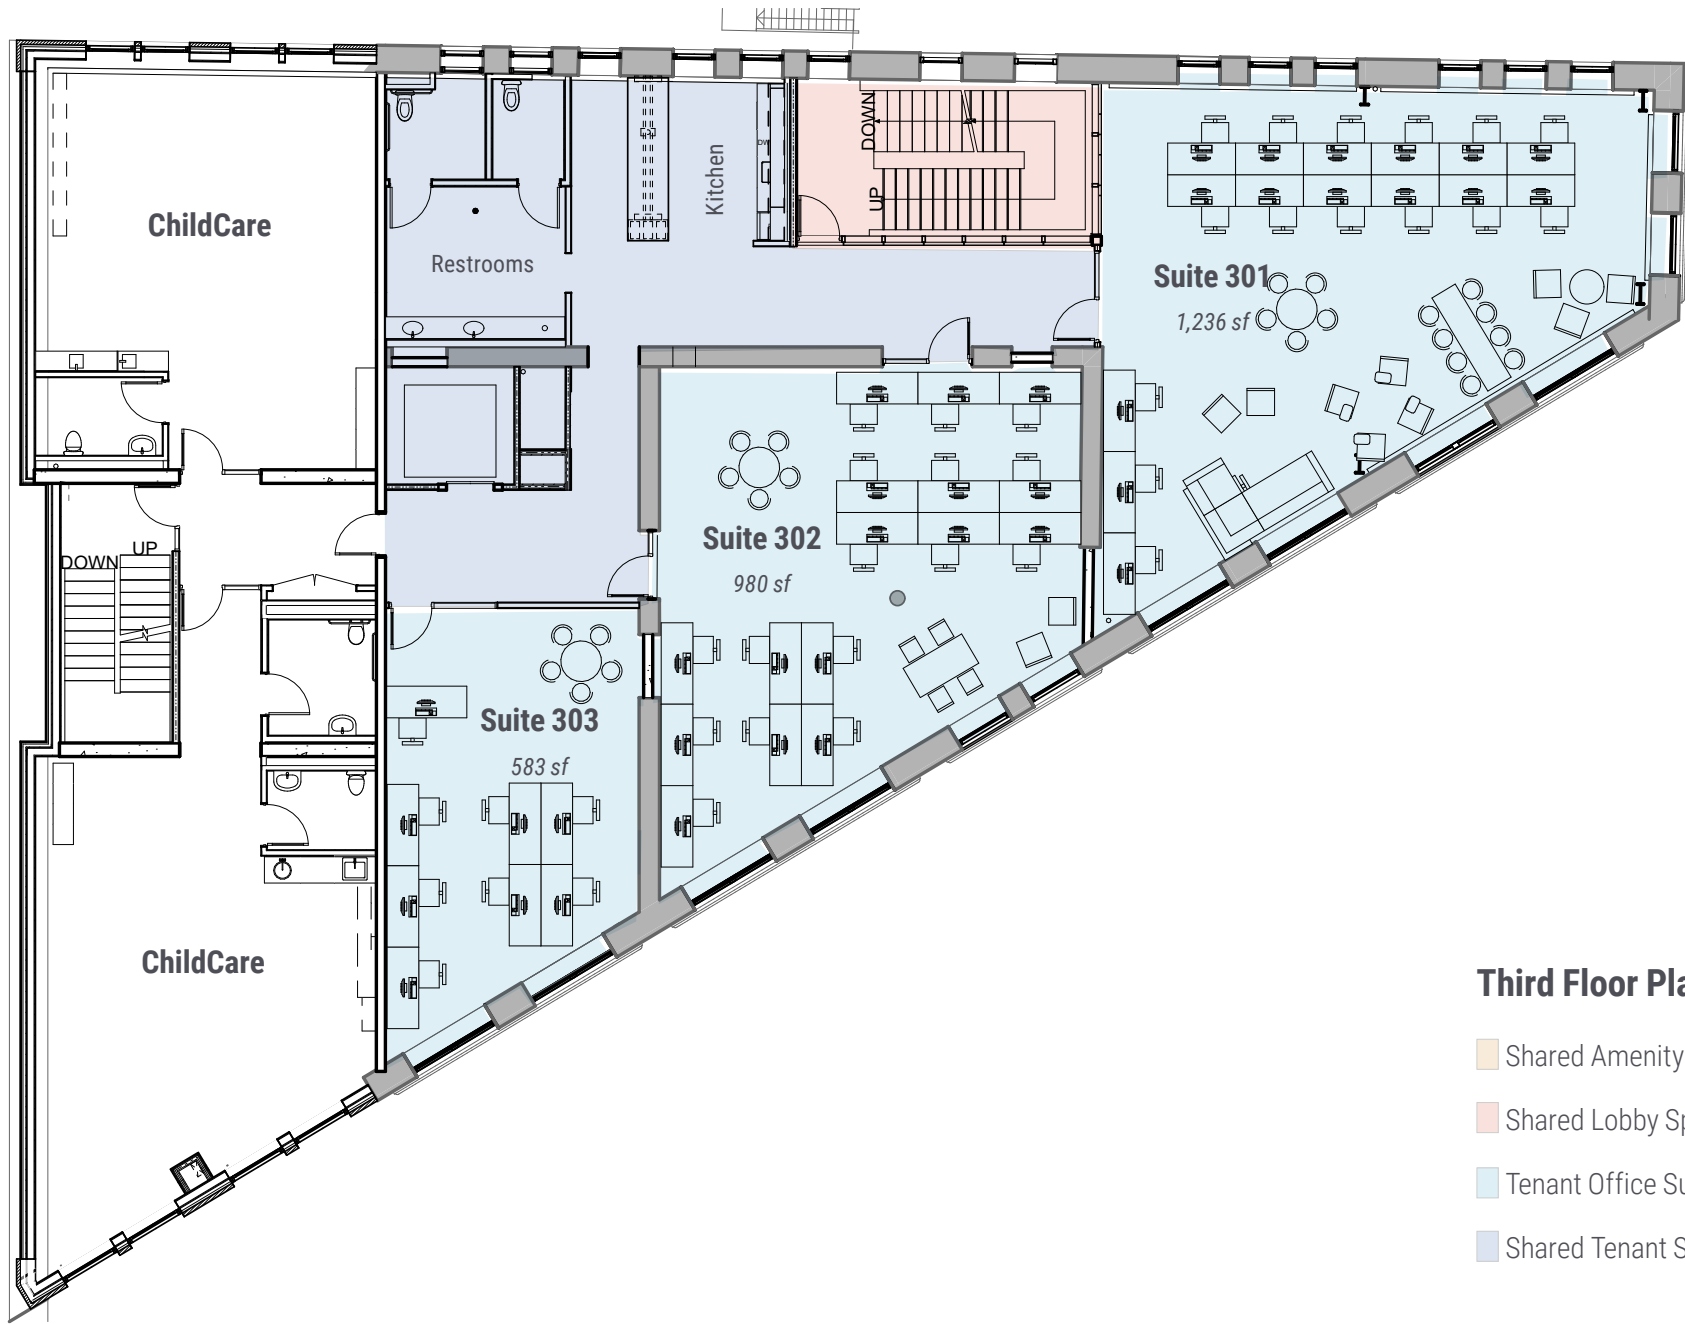 ChildCare
Restrooms
Kitchen
DW
DOWN
UP
Suite 301
1,236 sf
Suite 302
980 sf
DOWN
UP
Suite 303
583 sf
ChildCare
Third Floor Pla
Shared Amenity
Shared Lobby Sp
Tenant Office Su
Shared Tenant S